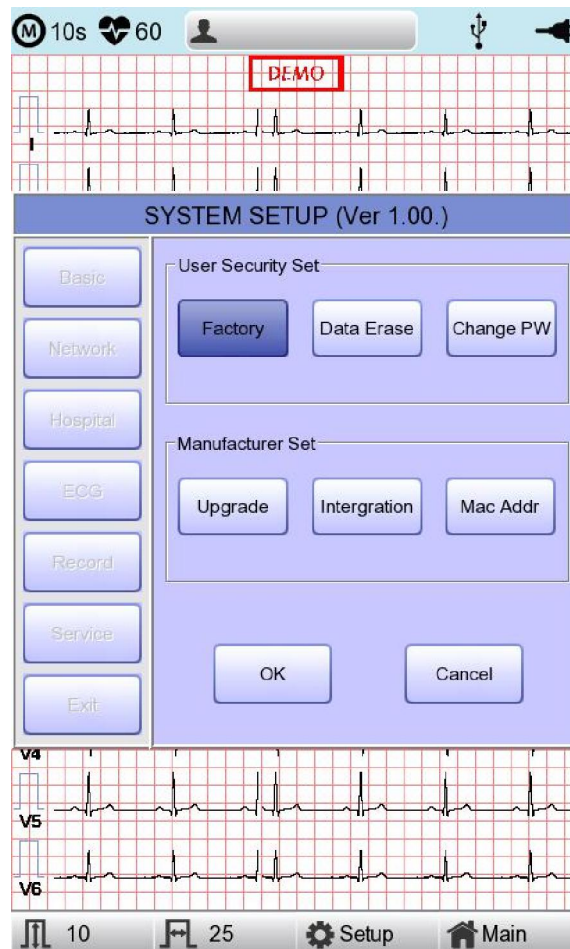 M 10s 60
DEMO
I
SYSTEM SETUP (Ver 1.00.)
Basic
Network
Hospital
ECG
Record
Service
Exit
User Security Set
Factory Data Erase Change PW
Manufacturer Set
Upgrade Intergration Mac Addr
OK Cancel
V4
V5
V6
10 25 Setup Main